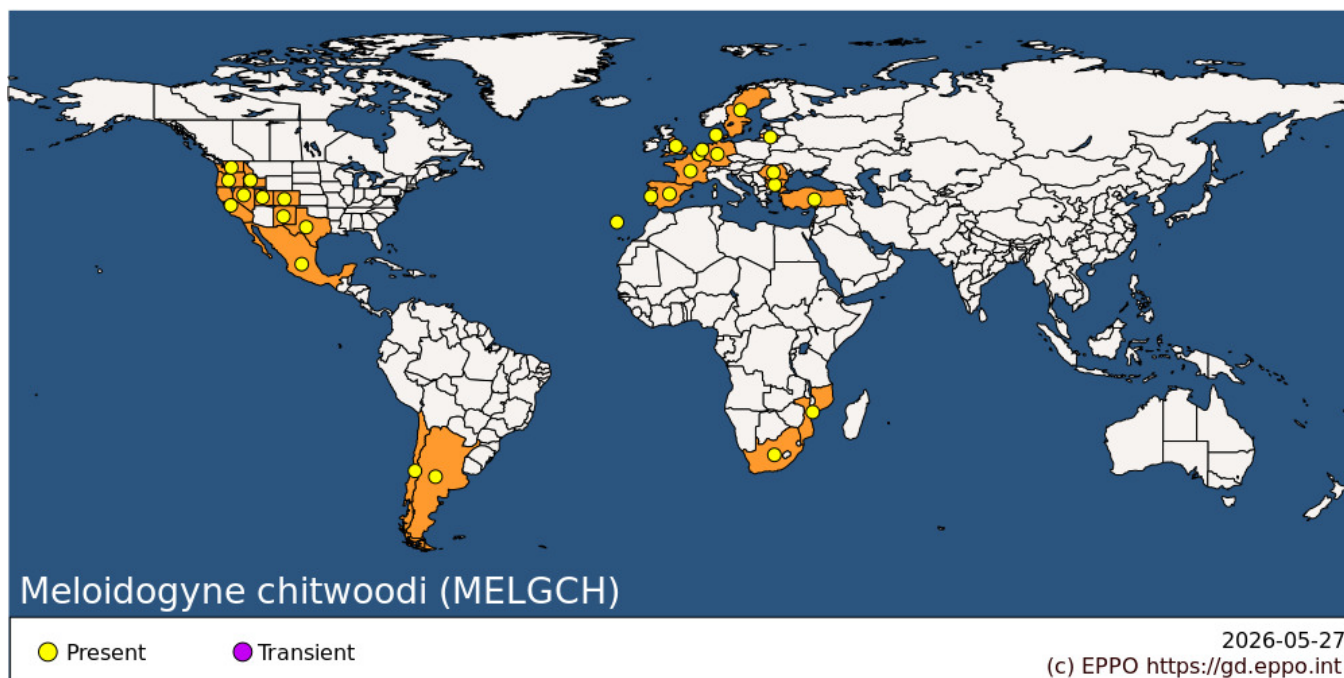 Meloidogyne chitwoodi (MELGCH)
Present
Transient
2026-05-27
(c) EPPO https://gd.eppo.int